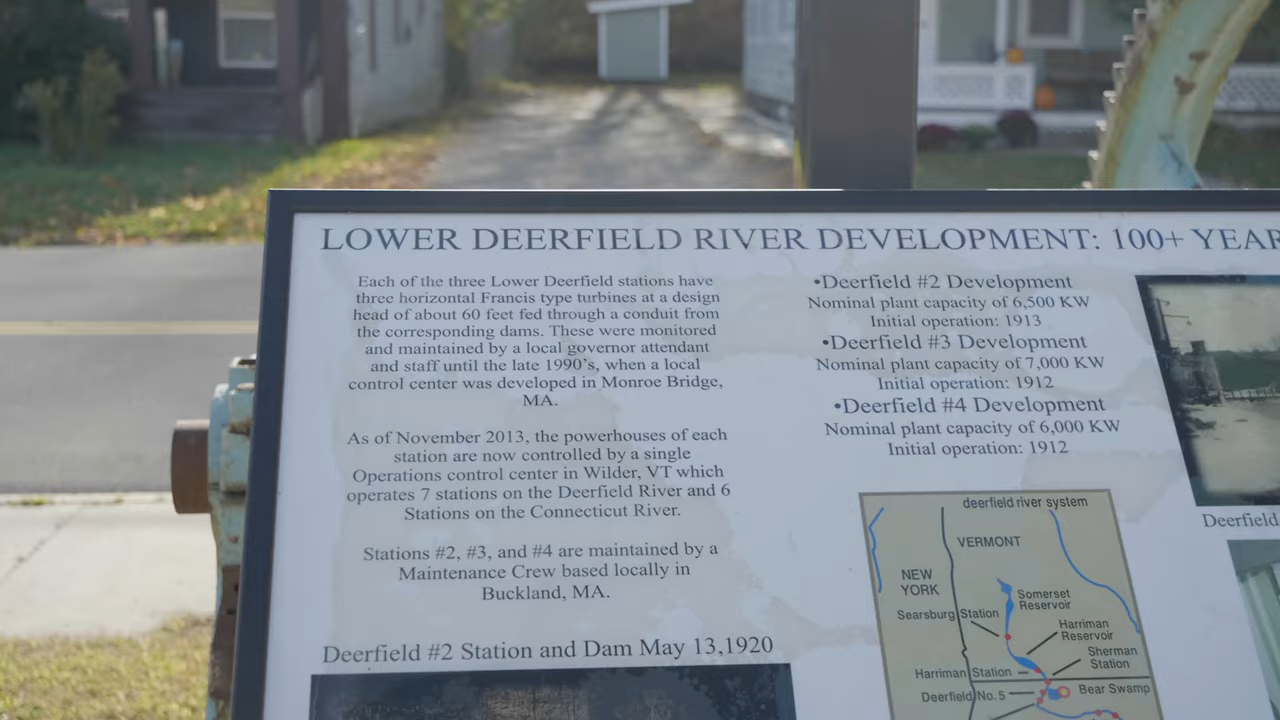 LOWER DEERFIELD RIVER DEVELOPMENT: 100+ YEAR
Each of the three Lower Deerfield stations have
three horizontal Francis type turbines at a design
head of about 60 feet fed through a conduit from
the corresponding dams. These were monitored
and maintained by a local governor attendant
and staff until the late 1990's, when a local
control center was developed in Monroe Bridge,
MA.
As of November 2013, the powerhouses of each
station are now controlled by a single
Operations control center in Wilder, VT which
operates 7 stations on the Deerfield River and 6
Stations on the Connecticut River.
Stations #2, #3, and #4 are maintained by a
Maintenance Crew based locally in
Buckland, MA.
Deerfield #2 Station and Dam May 13,1920
•Deerfield #2 Development
Nominal plant capacity of 6,500 KW
Initial operation: 1913
•Deerfield #3 Development
Nominal plant capacity of 7,000 KW
Initial operation: 1912
•Deerfield #4 Development
Nominal plant capacity of 6,000 KW
Initial operation: 1912
deerfield river system
VERMONT
NEW
YORK
Somerset
Reservoir
Searsburg Station
Harriman
Reservoir
Sherman
Station
Harriman Station
Deerfield No. 5
Bear Swamp
Deerfield